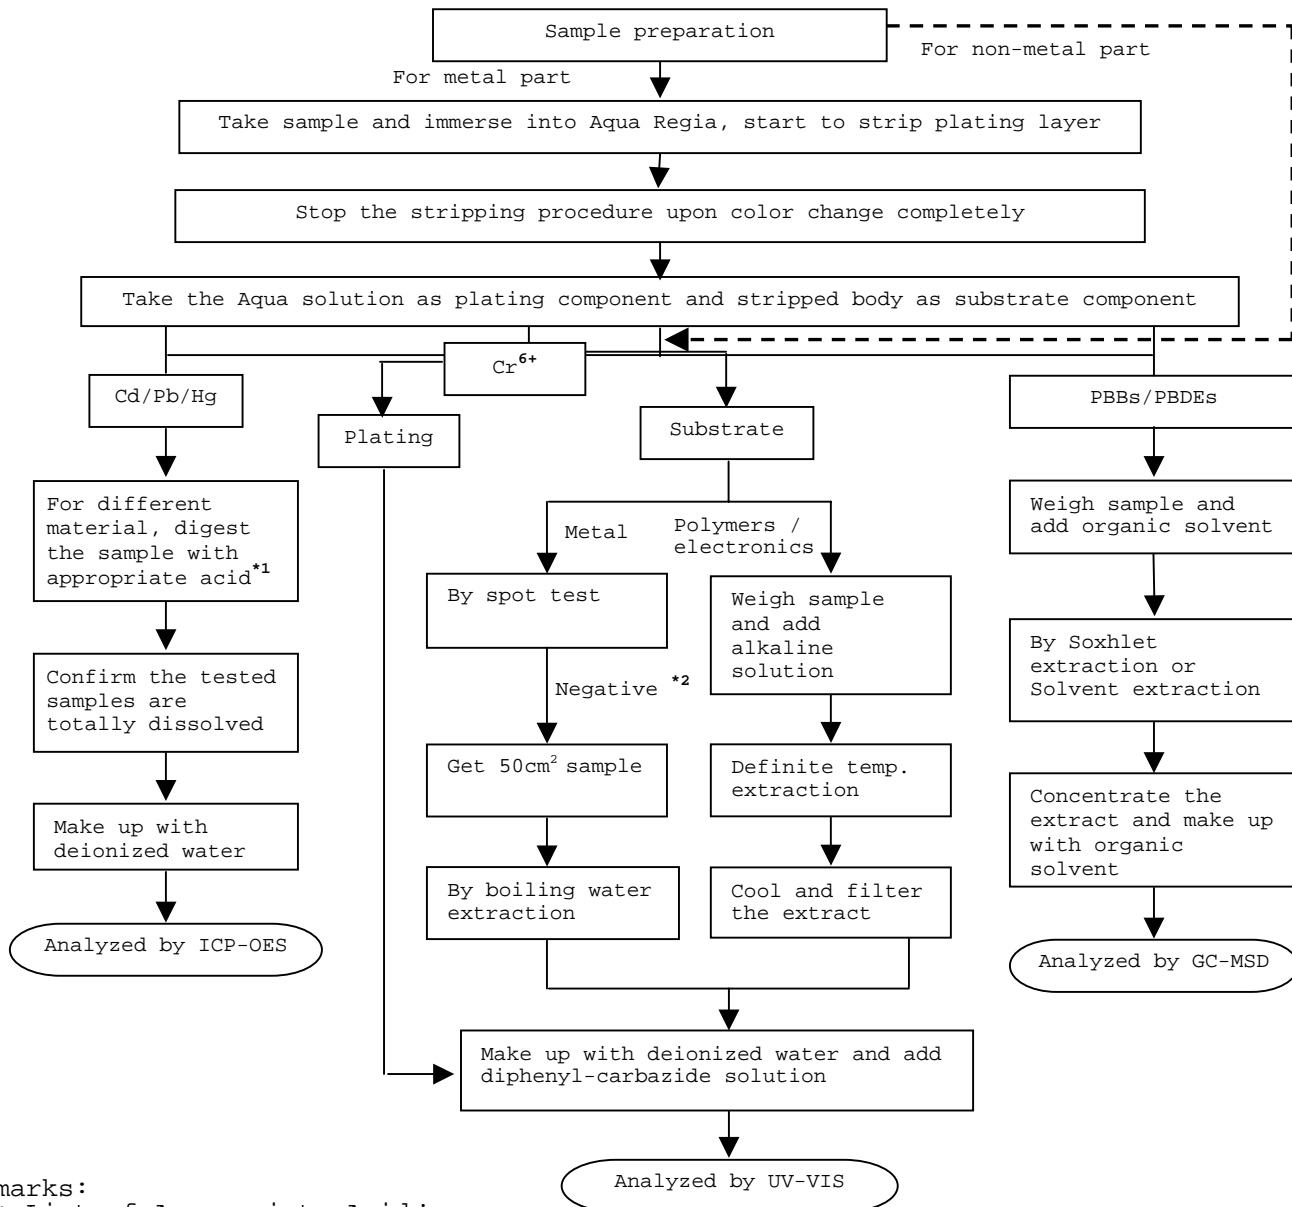 Sample preparation
For non-metal part
For metal part
Take sample and immerse into Aqua Regia, start to strip plating layer
Stop the stripping procedure upon color change completely
Take the Aqua solution as plating component and stripped body as substrate component
Cr6+
Cd/Pb/Hg
Plating
Substrate
PBBs/PBDEs
For different
material, digest
the sample with
appropriate acid*1
Confirm the tested
samples are
totally dissolved
Make up with
deionized water
Analyzed by ICP-OES
Metal
By spot test
Negative *2
Get 50cm2 sample
By boiling water
extraction
Polymers /
electronics
Weigh sample
and add
alkaline
solution
Definite temp.
extraction
Cool and filter
the extract
Weigh sample and
add organic solvent
By Soxhlet
extraction or
Solvent extraction
Concentrate the
extract and make up
with organic
solvent
Analyzed by GC-MSD
Make up with deionized water and add
diphenyl-carbazide solution
Analyzed by UV-VIS
marks: